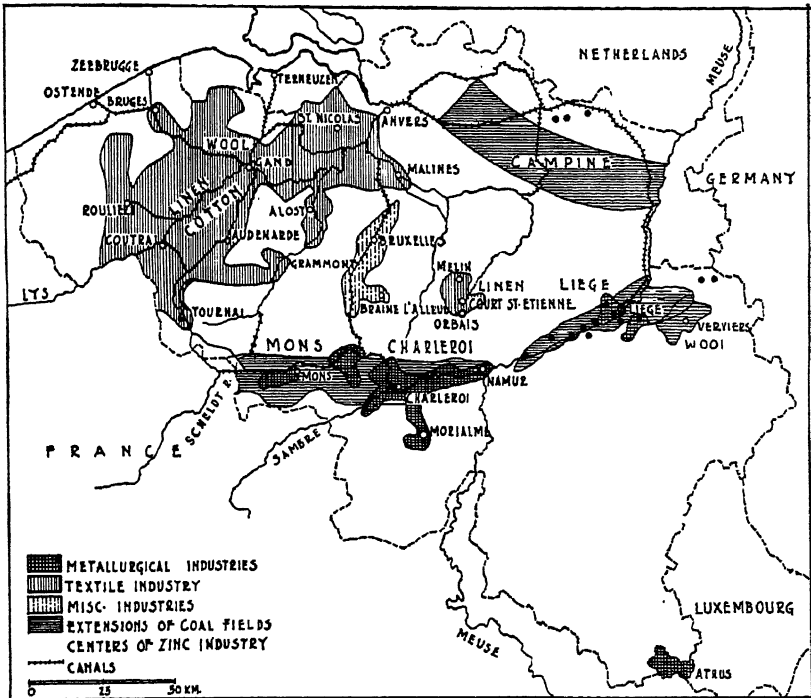 NETHERLANDS
MEUSE
ZEEBRUGGE
OSTENDE
BRUGES
TERNEUZEN
ST. NICOLAS
ANVERS
WOOL
GAND
MALINES
CAMPINE
GERMANY
LINEN
COTTON
ROULIER
COUTRAI
ALOST
AUDENARDE
BRUXELLES
GRAMMONT
MELIN
LINEN
LIEGE
LYS
TOURNAI
BRAINE L'ALLEUD
COURT ST-ETIENNE
ORBAIS
LIEGE
VERVIERS
WOOl
MONS
CHARLEROI
MONS
NAMUR
CHARLEROI
MORIALME
SCHELDT R.
FRANCE
SAMBRE
METALLURGICAL INDUSTRIES
TEXTILE INDUSTRY
MISC. INDUSTRIES
EXTENSIONS OF COAL FIELDS
CENTERS OF ZINC INDUSTRY
CANALS
0 25 50 KM.
MEUSE
LUXEMBOURG
ATRUS